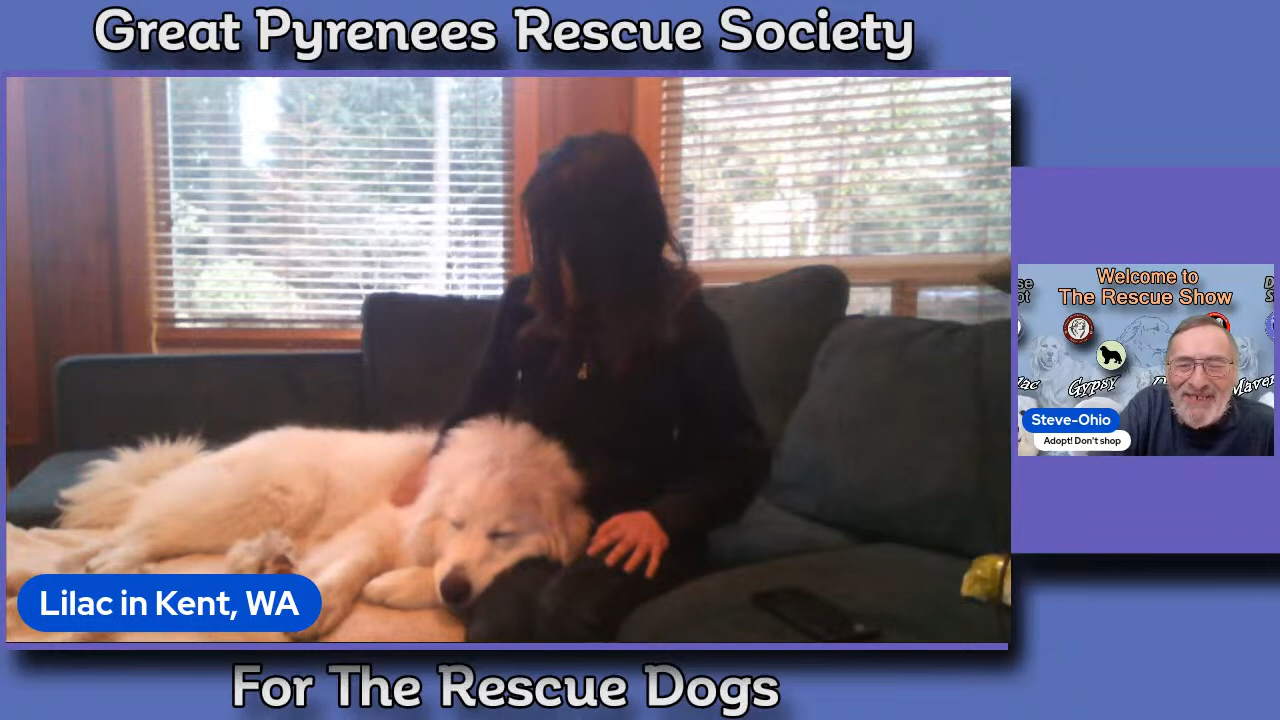 Great Pyrenees Rescue Society
Lilac in Kent, WA
For The Rescue Dogs
Welcome to
The Rescue Show
Gypsy
Maven
Steve-Ohio
Adopt! Don't shop